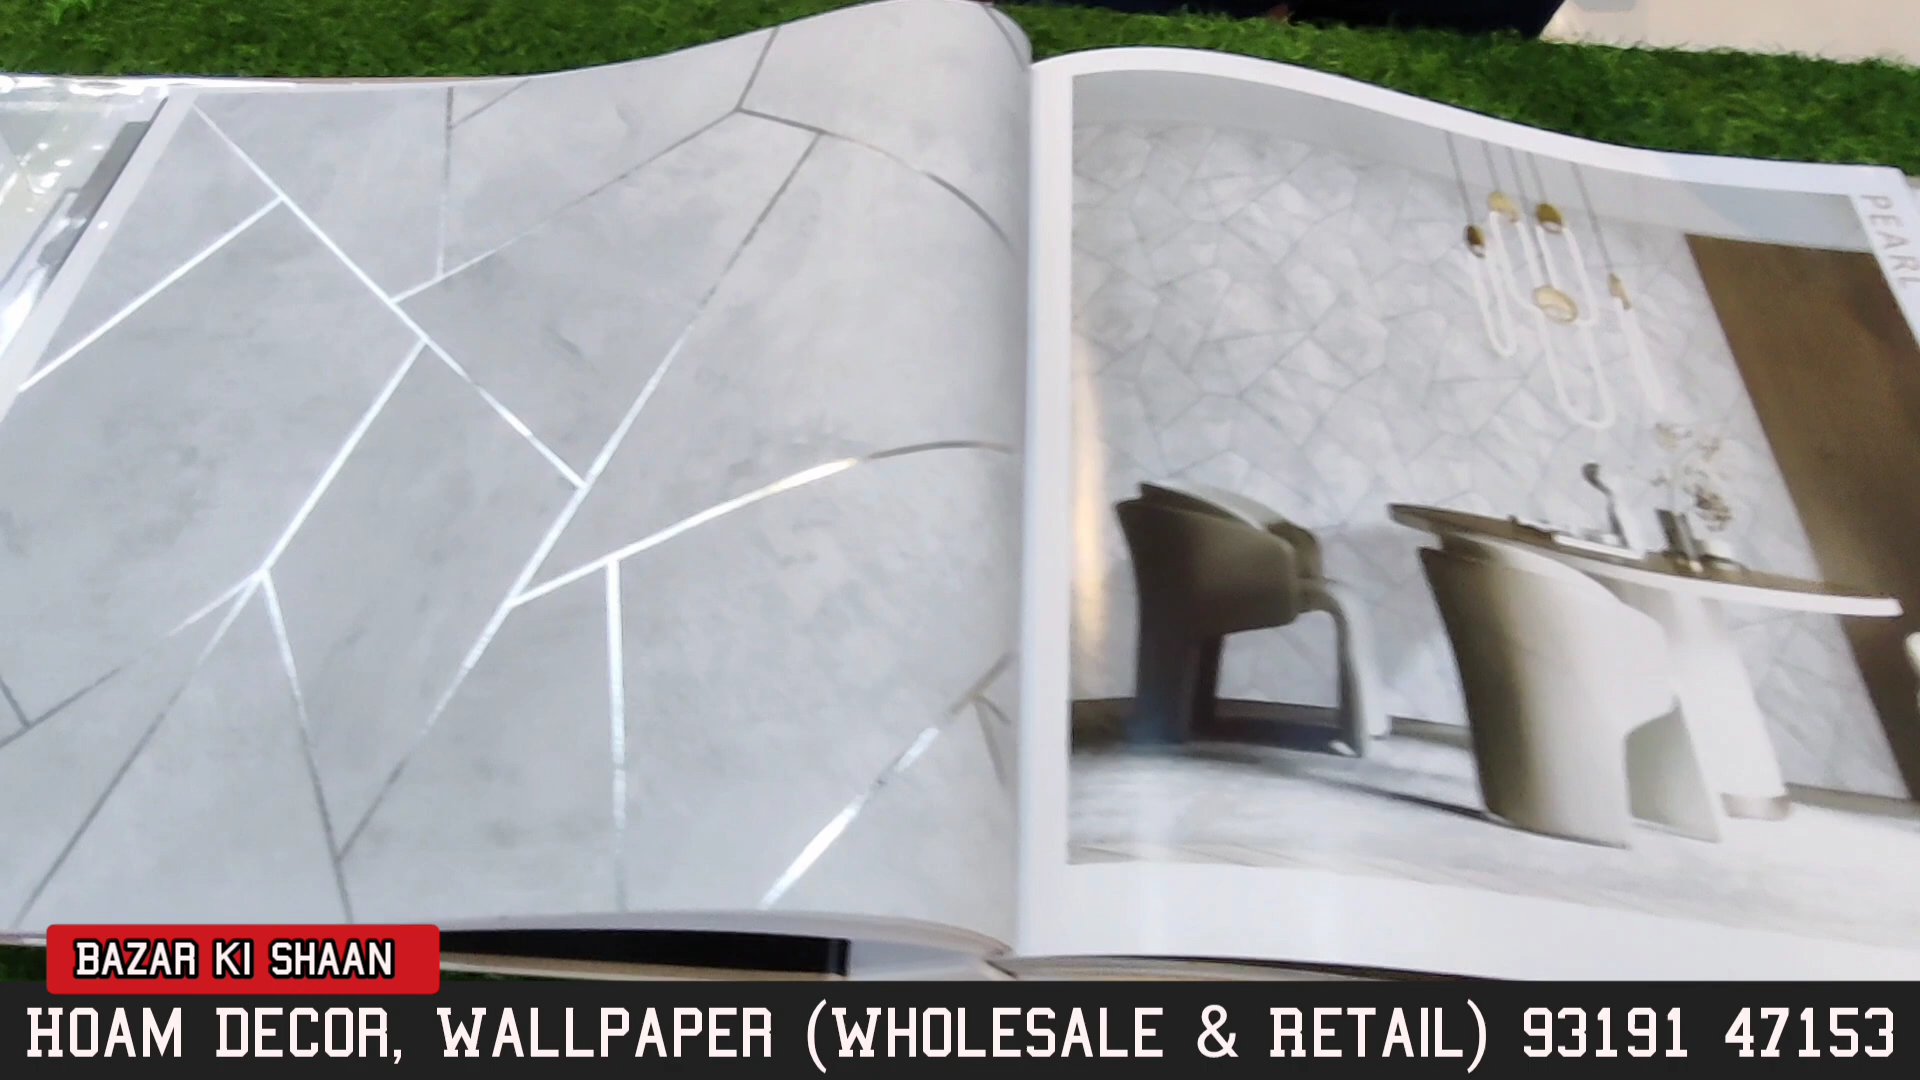 PEARL
BAZAR KI SHAAN
HOAM DECOR, WALLPAPER (WHOLESALE & RETAIL) 93191 47153